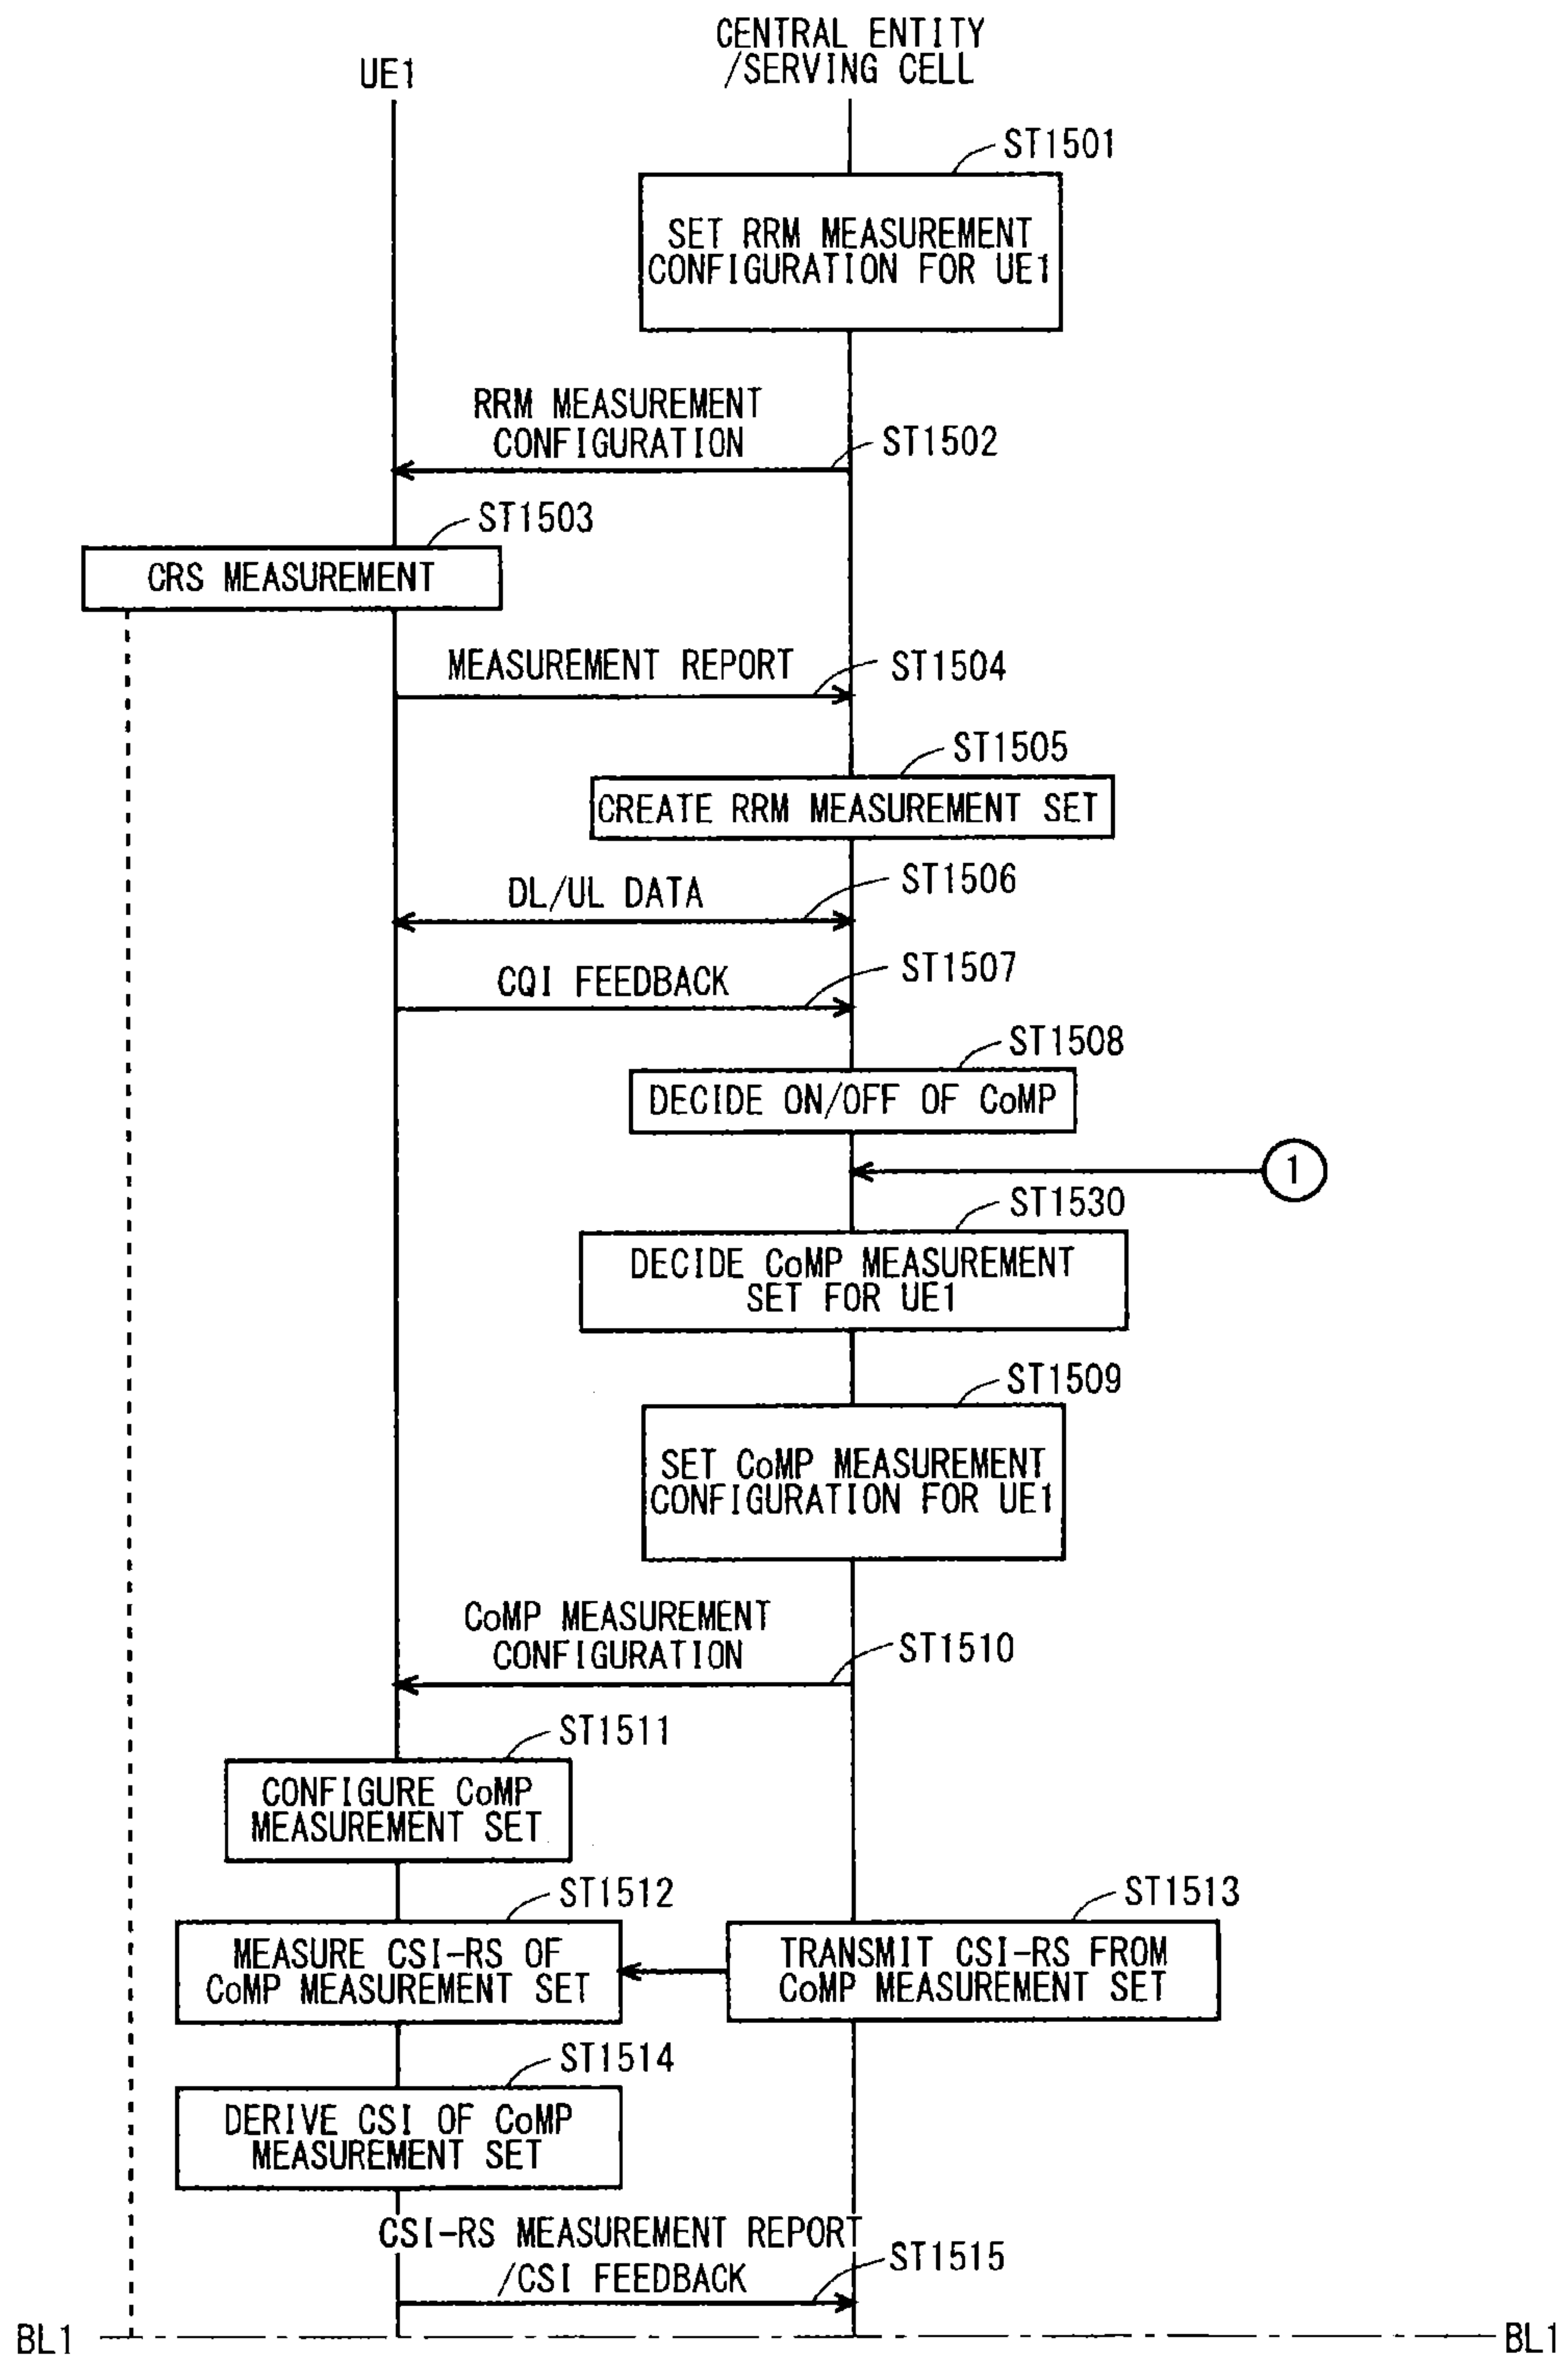 CENTRAL ENTITY
/SERVING CELL
UE1
ST1501
SET RRM MEASUREMENT
CONFIGURATION FOR UE1
RRM MEASUREMENT
CONFIGURATION
ST1502
ST1503
CRS MEASUREMENT
MEASUREMENT REPORT
ST1504
ST1505
CREATE RRM MEASUREMENT SET
DL/UL DATA
ST1506
CQI FEEDBACK
ST1507
ST1508
DECIDE ON/OFF OF CoMP
1
ST1530
DECIDE CoMP MEASUREMENT
SET FOR UE1
ST1509
SET CoMP MEASUREMENT
CONFIGURATION FOR UE1
CoMP MEASUREMENT
CONFIGURATION
ST1510
ST1511
CONFIGURE CoMP
MEASUREMENT SET
ST1512
MEASURE CSI-RS OF
CoMP MEASUREMENT SET
ST1513
TRANSMIT CSI-RS FROM
CoMP MEASUREMENT SET
ST1514
DERIVE CSI OF CoMP
MEASUREMENT SET
CSI-RS MEASUREMENT REPORT
/CSI FEEDBACK
ST1515
BL1
BL1